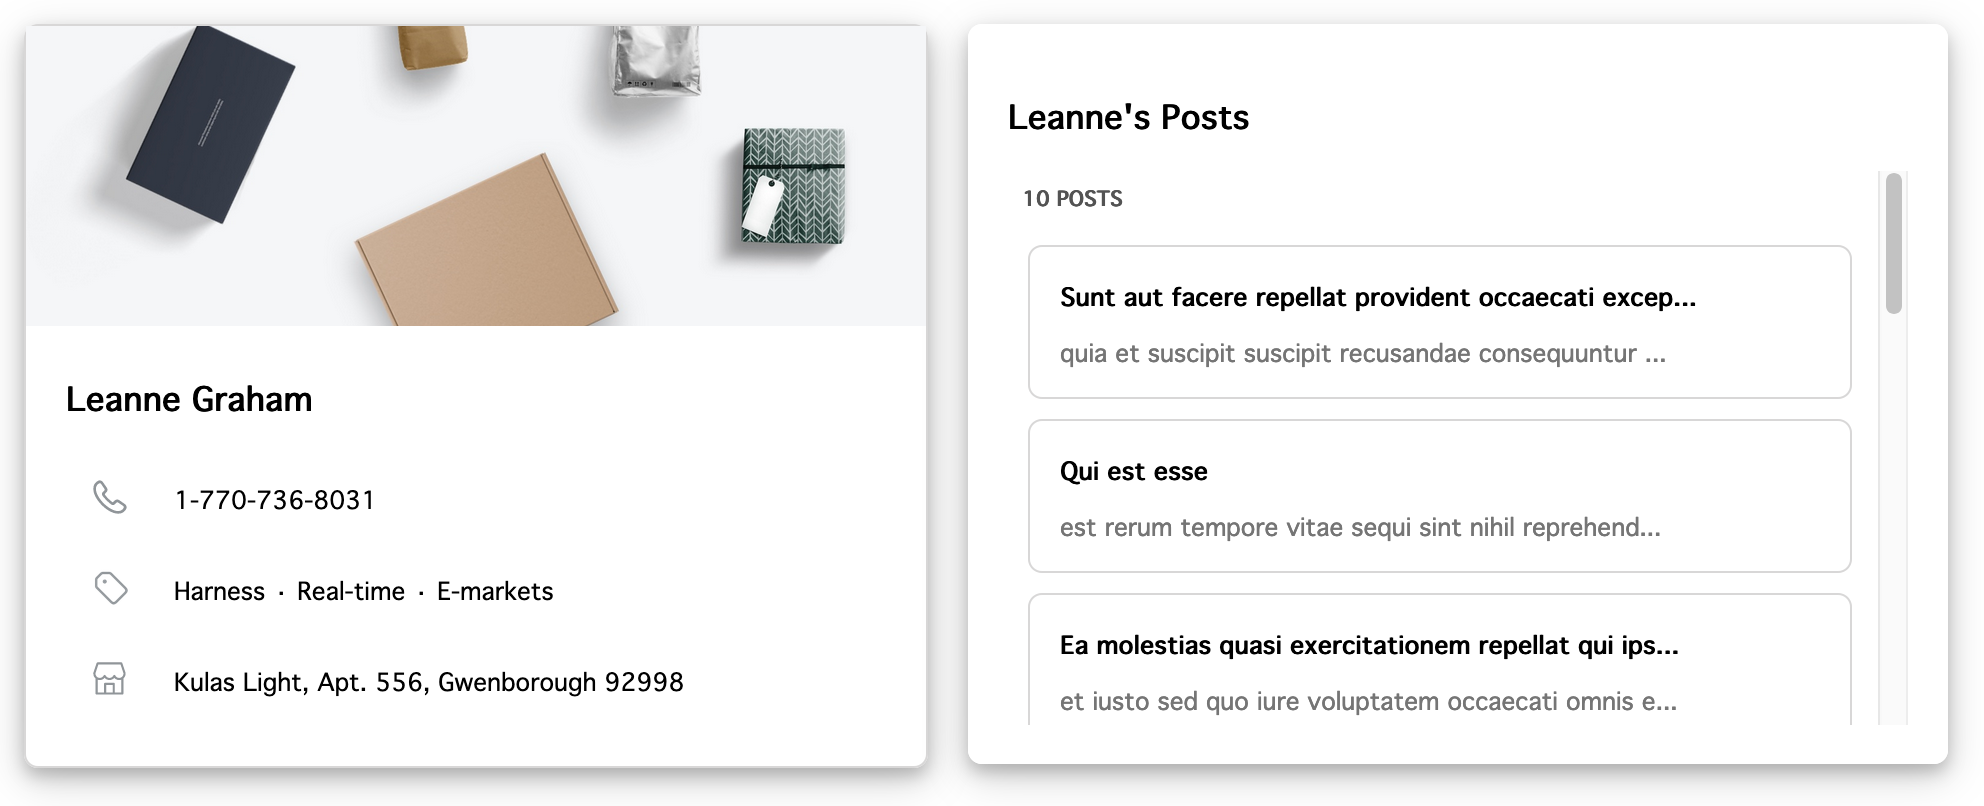 Leanne Graham
1-770-736-8031
Harness · Real-time · E-markets
Kulas Light, Apt. 556, Gwenborough 92998
Leanne's Posts
10 POSTS
Sunt aut facere repellat provident occaecati excep...
quia et suscipit suscipit recusandae consequuntur ...
Qui est esse
est rerum tempore vitae sequi sint nihil reprehend...
Ea molestias quasi exercitationem repellat qui ips...
et iusto sed quo iure voluptatem occaecati omnis e...